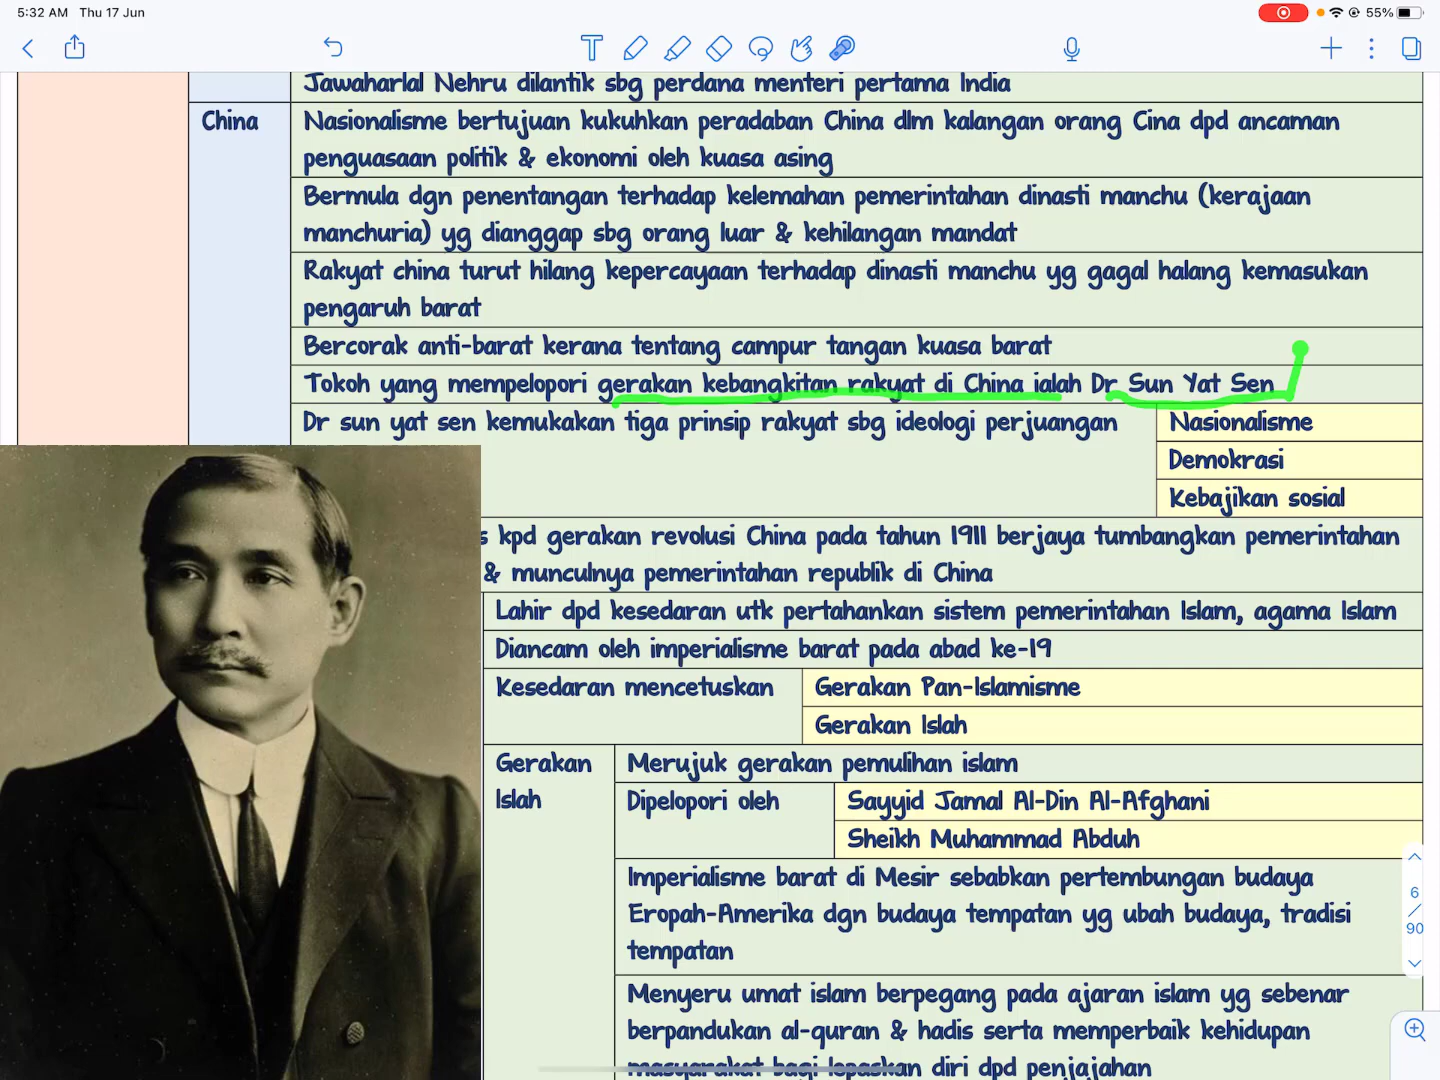 5:32 AM Thu 17 Jun
55%
T
Jawaharlal Nehru dilantik sbg perdana menteri pertama India
China
Nasionalisme bertujuan kukuhkan peradaban China dlm kalangan orang Cina dpd ancaman
penguasaan politik & ekonomi oleh kuasa asing
Bermula dgn penentangan terhadap kelemahan pemerintahan dinasti manchu (kerajaan
manchuria) yg dianggap sbg orang luar & kehilangan mandat
Rakyat china turut hilang kepercayaan terhadap dinasti manchu yg gagal halang kemasukan
pengaruh barat
Bercorak anti-barat kerana tentang campur tangan kuasa barat
Tokoh yang mempelopori gerakan kebangkitan rakyat di China ialah Dr Sun Yat Sen
Dr sun yat sen kemukakan tiga prinsip rakyat sbg ideologi perjuangan
Nasionalisme
Demokrasi
Kebajikan sosial
kpd gerakan revolusi China pada tahun 1911 berjaya tumbangkan pemerintahan
& munculnya pemerintahan republik di China
Lahir dpd kesedaran utk pertahankan sistem pemerintahan Islam, agama Islam
Diancam oleh imperialisme barat pada abad ke-19
Kesedaran mencetuskan
Gerakan Pan-Islamisme
Gerakan Islah
Gerakan
Islah
Merujuk gerakan pemulihan islam
Dipelopori oleh
Sayyid Jamal Al-Din Al-Afghani
Sheikh Muhammad Abduh
Imperialisme barat di Mesir sebabkan pertembungan budaya
Eropah-Amerika dgn budaya tempatan yg ubah budaya, tradisi
tempatan
Menyeru umat islam berpegang pada ajaran islam yg sebenar
berpandukan al-quran & hadis serta memperbaik kehidupan
masyarakat bagi lepaskan diri dpd penjajahan
6
/
90